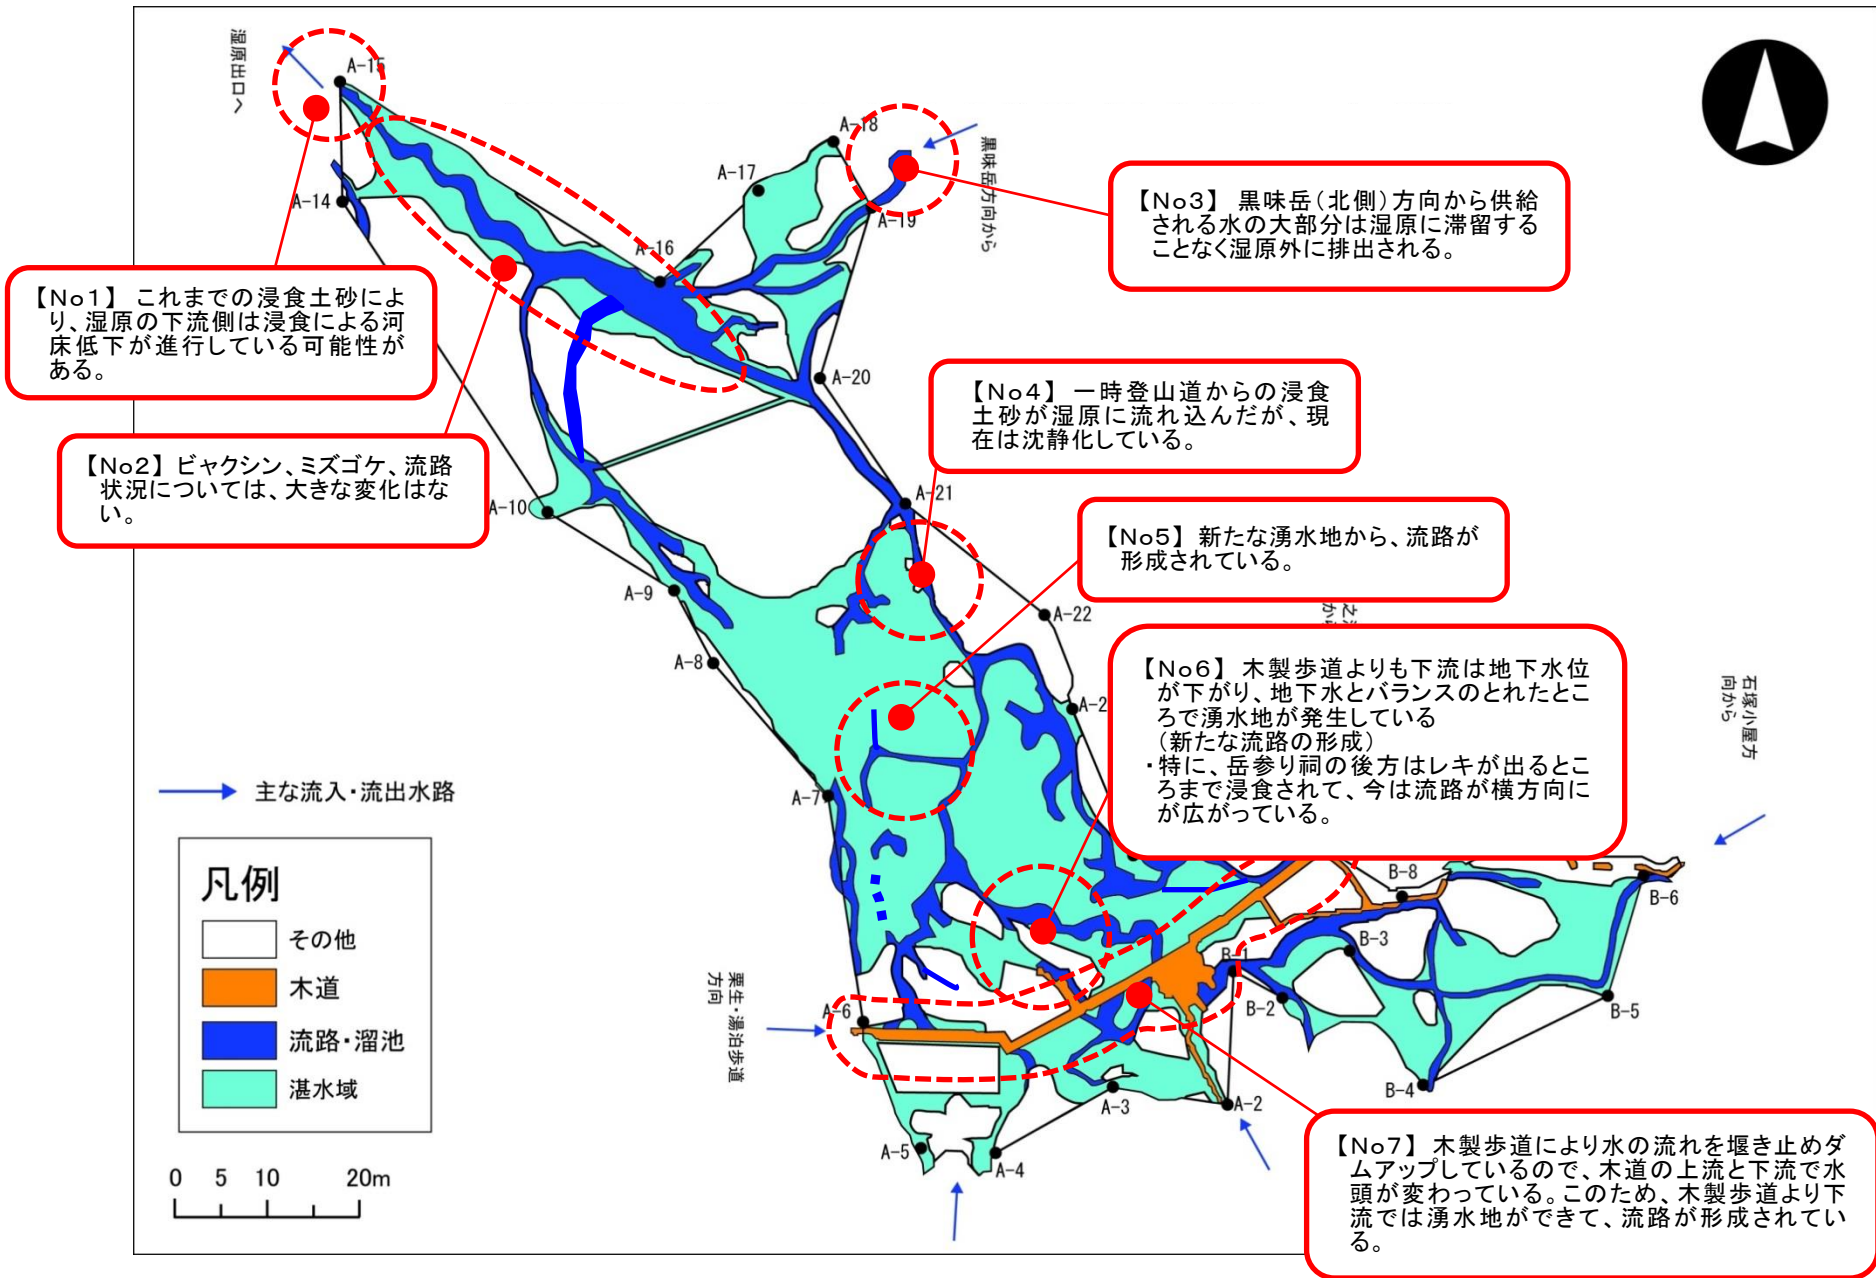 湿原出口へ
A-15
A-14
A-18
A-17
A-19
A-16
黒味岳方向から
A-20
A-21
A-10
A-9
A-22
A-8
A-2
A-7
A-6
B-8
B-6
B-3
B-1
B-2
B-5
B-4
A-3
A-2
A-5
A-4
石塚小屋方
向から
栗生・湯泊歩道
方向
【No1】 これまでの浸食土砂によ
り、湿原の下流側は浸食による河
床低下が進行している可能性が
ある。
【No2】 ビャクシン、ミズゴケ、流路
状況については、大きな変化はな
い。
【No3】 黒味岳(北側)方向から供給
される水の大部分は湿原に滞留する
ことなく湿原外に排出される。
【No4】 一時登山道からの浸食
土砂が湿原に流れ込んだが、現
在は沈静化している。
【No5】 新たな湧水地から、流路が
形成されている。
【No6】 木製歩道よりも下流は地下水位
が下がり、地下水とバランスのとれたとこ
ろで湧水地が発生している
(新たな流路の形成)
・特に、岳参り祠の後方はレキが出るとこ
ろまで浸食されて、今は流路が横方向に
が広がっている。
【No7】 木製歩道により水の流れを堰き止めダ
ムアップしているので、木道の上流と下流で水
頭が変わっている。このため、木製歩道より下
流では湧水地ができて、流路が形成されてい
る。
主な流入・流出水路
凡例
その他
木道
流路・溜池
湛水域
0 5 10 20m